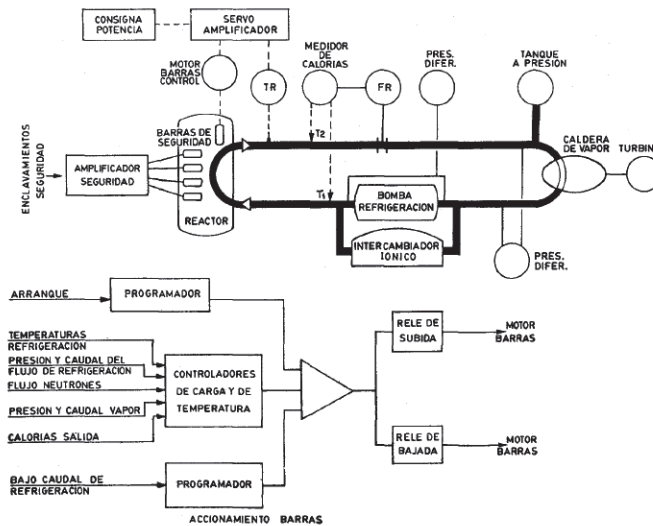 CONSIGNA
POTENCIA
SERVO
AMPLIFICADOR
MOTOR
BARRAS
CONTROL
TR
MEDIDOR
DE
CALORIAS
FR
PRES.
DIFER.
TANQUE
A PRESIÓN
BARRAS DE
SEGURIDAD
T2
CALDERA
DE VAPOR
TURBIN
ENCLAVAMIENTOS
SEGURIDAD
AMPLIFICADOR
SEGURIDAD
T1
BOMBA
REFRIGERACION
REACTOR
INTERCAMBIADOR
IONICO
PRES.
DIFER.
ARRANQUE
PROGRAMADOR
TEMPERATURAS
REFRIGERACIÓN
PRESION Y CAUDAL DEL
FLUJO DE REFRIGERACION
FLUJO NEUTRONES
PRESION Y CAUDAL VAPOR
CALORIAS SALIDA
CONTROLADORES
DE CARGA Y DE
TEMPERATURA
RELE DE
SUBIDA
MOTOR
BARRAS
RELE DE
BAJADA
MOTOR
BARRAS
BAJO CAUDAL DE
REFRIGERACION
PROGRAMADOR
ACCIONAMIENTO BARRAS